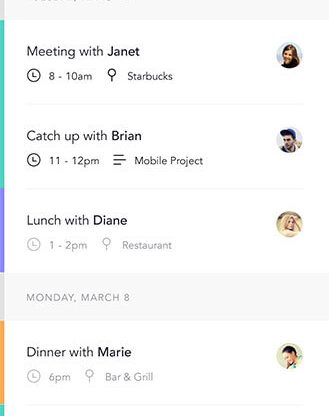 Meeting with Janet
8 - 10am Starbucks
Catch up with Brian
11 - 12pm Mobile Project
Lunch with Diane
1 - 2pm Restaurant
MONDAY, MARCH 8
Dinner with Marie
6pm Bar & Grill